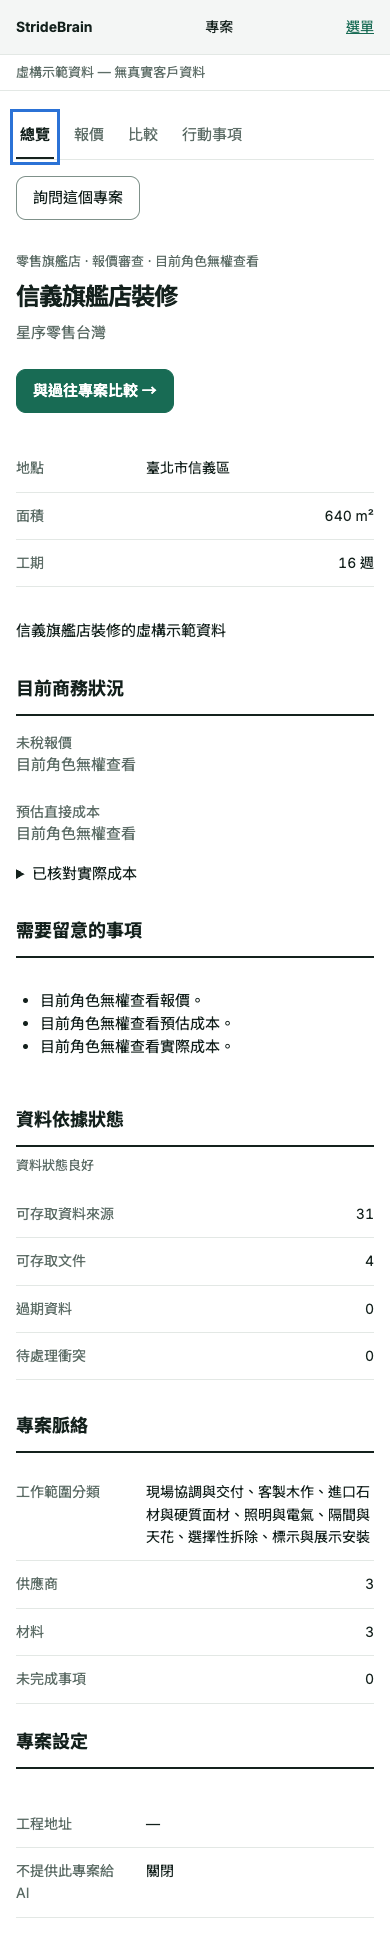 StrideBrain 專案 選單
虛構示範資料 — 無真實客戶資料
總覽 報價 比較 行動事項
詢問這個專案
零售旗艦店 · 報價審查 · 目前角色無權查看
信義旗艦店裝修
星序零售台灣
與過往專案比較 →
地點 臺北市信義區
面積 640 m²
工期 16 週
信義旗艦店裝修的虛構示範資料
目前商務狀況
未稅報價
目前角色無權查看
預估直接成本
目前角色無權查看
▶ 已核對實際成本
需要留意的事項
• 目前角色無權查看報價。
• 目前角色無權查看預估成本。
• 目前角色無權查看實際成本。
資料依據狀態
資料狀態良好
可存取資料來源 31
可存取文件 4
過期資料 0
待處理衝突 0
專案脈絡
工作範圍分類 現場協調與交付、客製木作、進口石
材與硬質面材、照明與電氣、隔間與
天花、選擇性拆除、標示與展示安裝
供應商 3
材料 3
未完成事項 0
專案設定
工程地址 —
不提供此專案給 關閉
AI